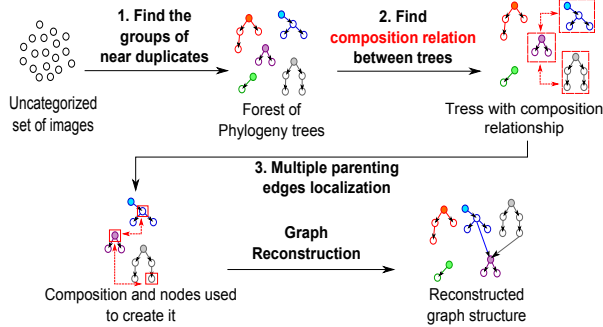 1. Find the
groups of
near duplicates
2. Find
composition relation
between trees
Uncategorized
set of images
Forest of
Phylogeny trees
Tress with composition
relationship
3. Multiple parenting
edges localization
Graph
Reconstruction
Composition and nodes used
to create it
Reconstructed
graph structure